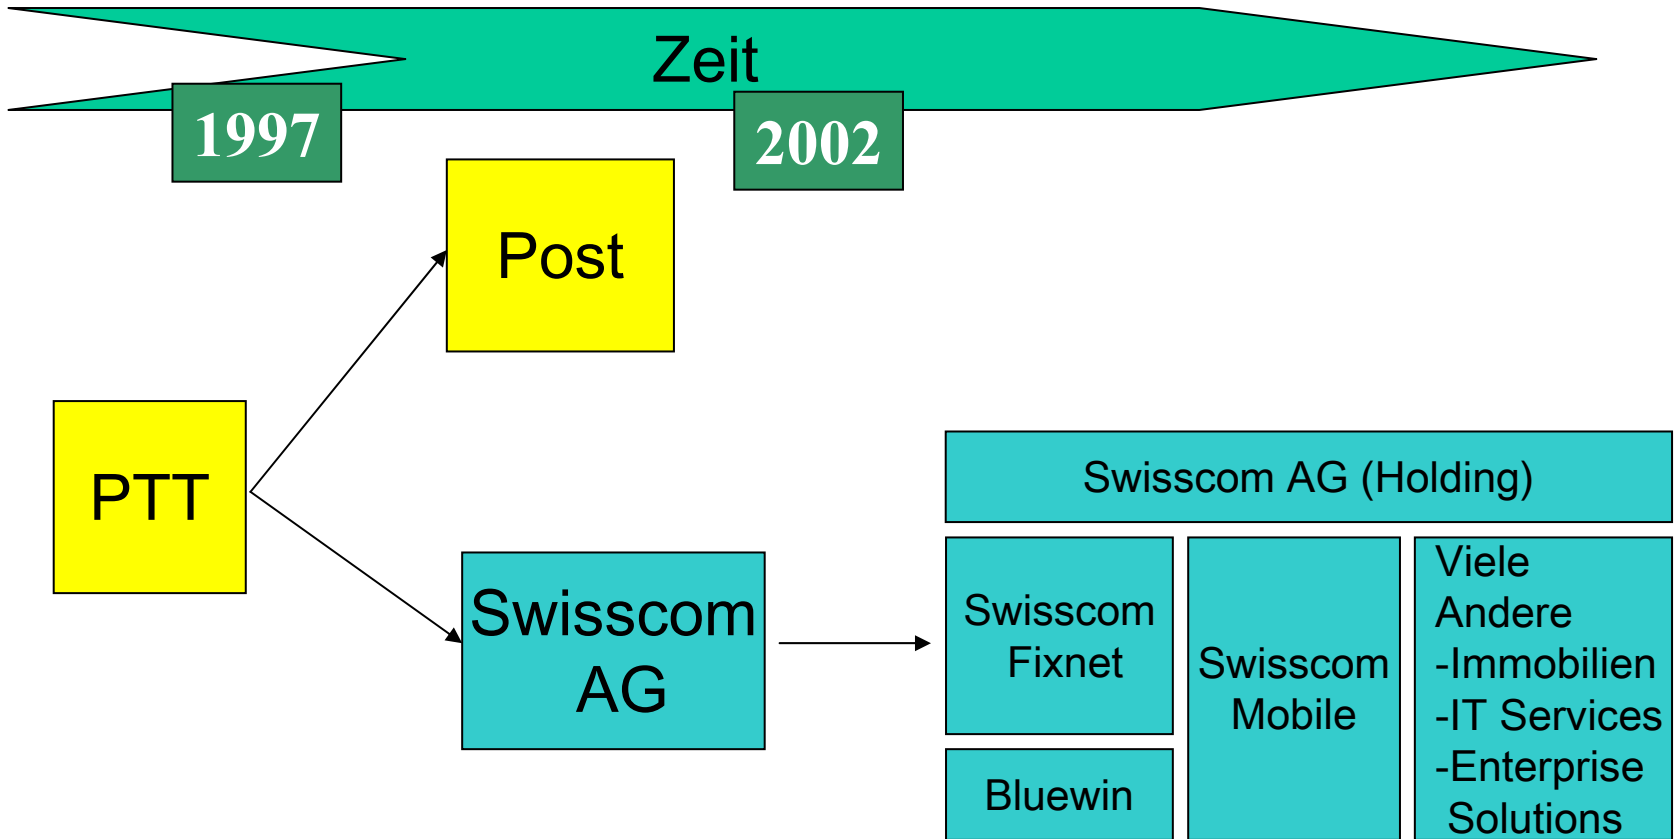 Zeit
1997
2002
Post
PTT
Swisscom
AG
Swisscom AG (Holding)
Swisscom
Fixnet
Bluewin
Swisscom
Mobile
Viele
Andere
-Immobilien
-IT Services
-Enterprise
Solutions